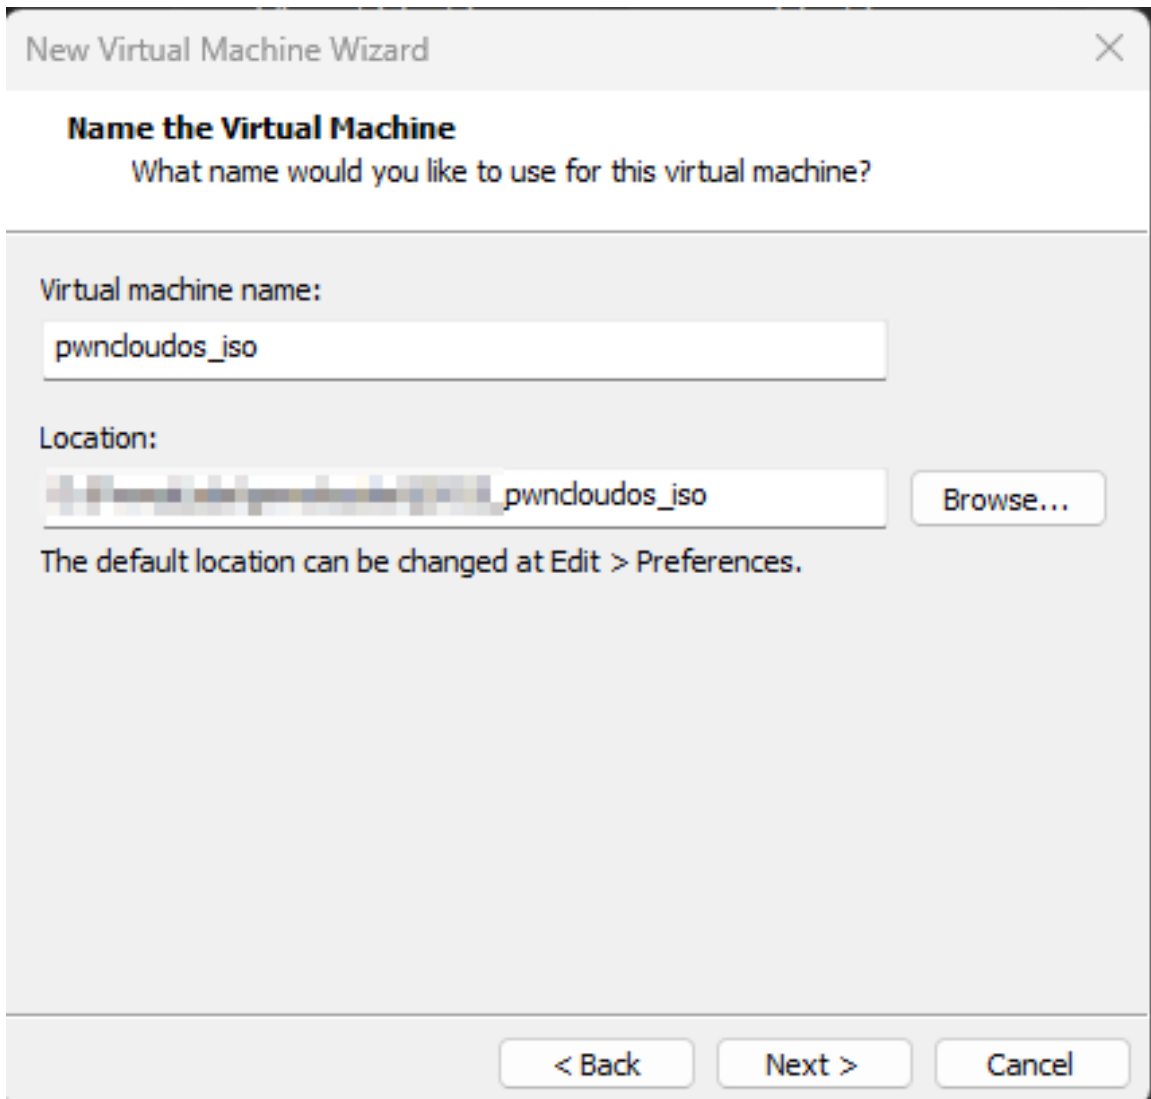 New Virtual Machine Wizard
Name the Virtual Machine
What name would you like to use for this virtual machine?
Virtual machine name:
pwncloudos_iso
Location:
_pwncloudos_iso
Browse...
The default location can be changed at Edit > Preferences.
< Back
Next >
Cancel